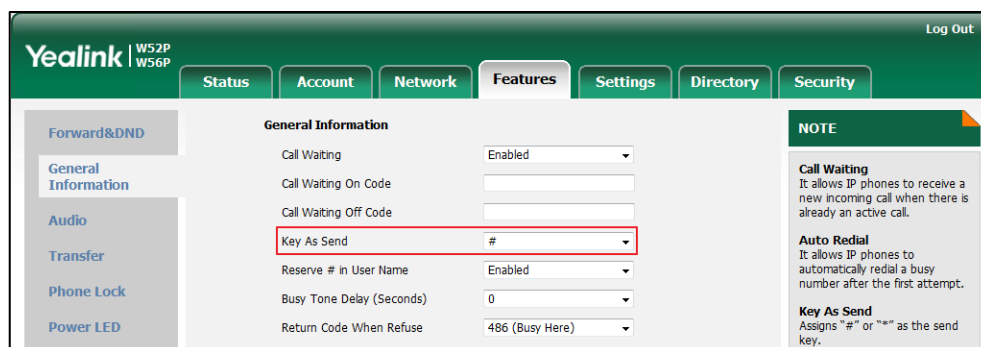 Log Out
Yealink | W52P
W56P
Status Account Network Features Settings Directory Security
Forward&DND
General
Information
Audio
Transfer
Phone Lock
Power LED
General Information
Call Waiting Enabled
Call Waiting On Code
Call Waiting Off Code
Key As Send #
Reserve # in User Name Enabled
Busy Tone Delay (Seconds) 0
Return Code When Refuse 486 (Busy Here)
NOTE
Call Waiting
It allows IP phones to receive a
new incoming call when there is
already an active call.
Auto Redial
It allows IP phones to
automatically redial a busy
number after the first attempt.
Key As Send
Assigns "#" or "*" as the send
key.